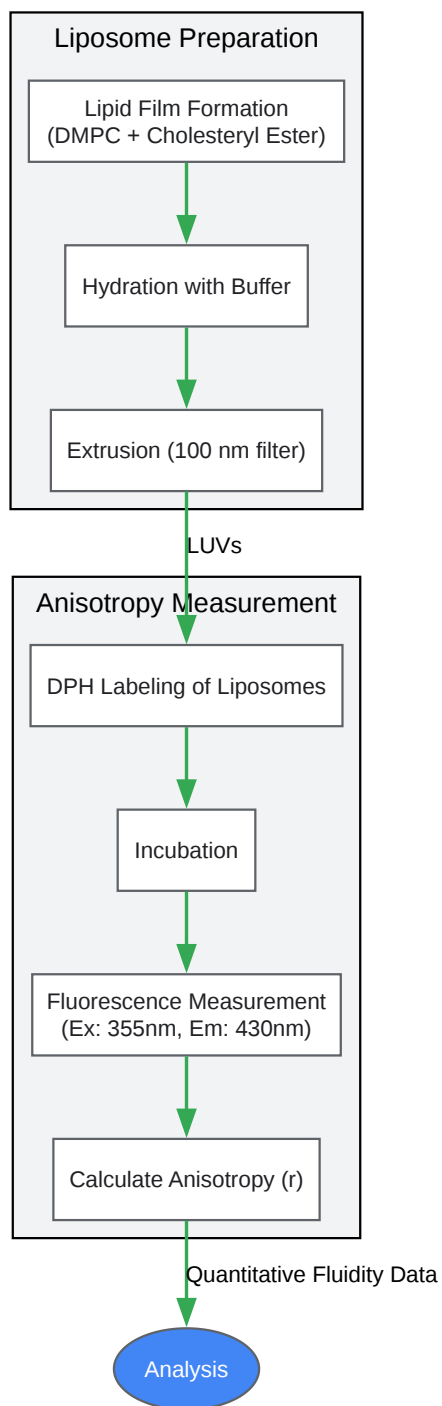 Liposome Preparation
Lipid Film Formation
(DMPC + Cholesteryl Ester)
Hydration with Buffer
Extrusion (100 nm filter)
LUVs
Anisotropy Measurement
DPH Labeling of Liposomes
Incubation
Fluorescence Measurement
(Ex: 355nm, Em: 430nm)
Calculate Anisotropy (r)
Quantitative Fluidity Data
Analysis